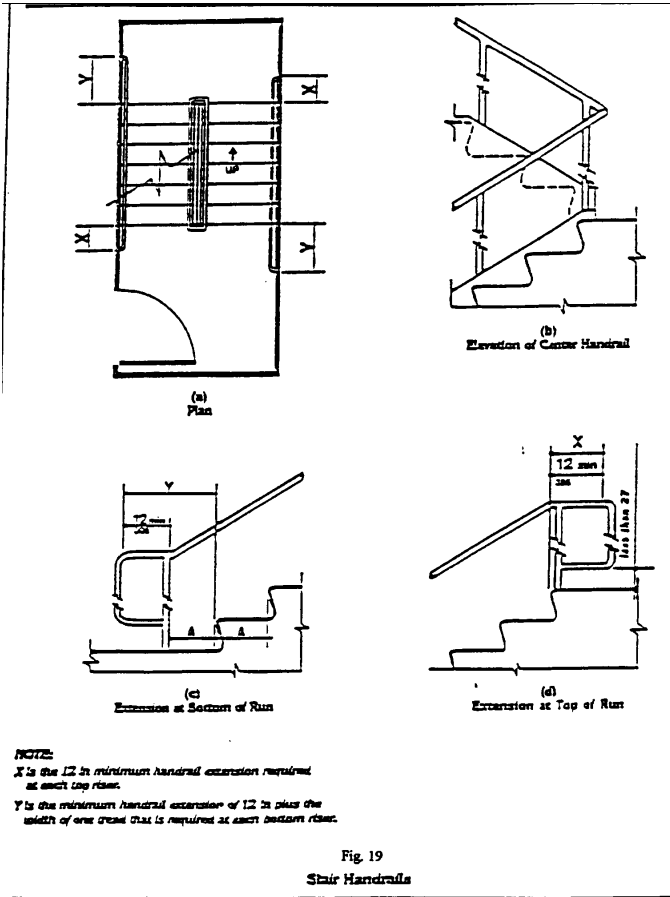 Y
X
UP
X
Y
(a)
Plan
(b)
Elevation of Center Handrail
Y
12 min
A
A
(c)
Extension at Bottom of Run
X
12 min
less than 27
(d)
Extension at Top of Run
NOTE:
X is the 12 in minimum handrail extension required
at each top riser.
Y is the minimum handrail extension of 12 in plus the
width of one tread that is required at each bottom riser.
Fig. 19
Stair Handrails